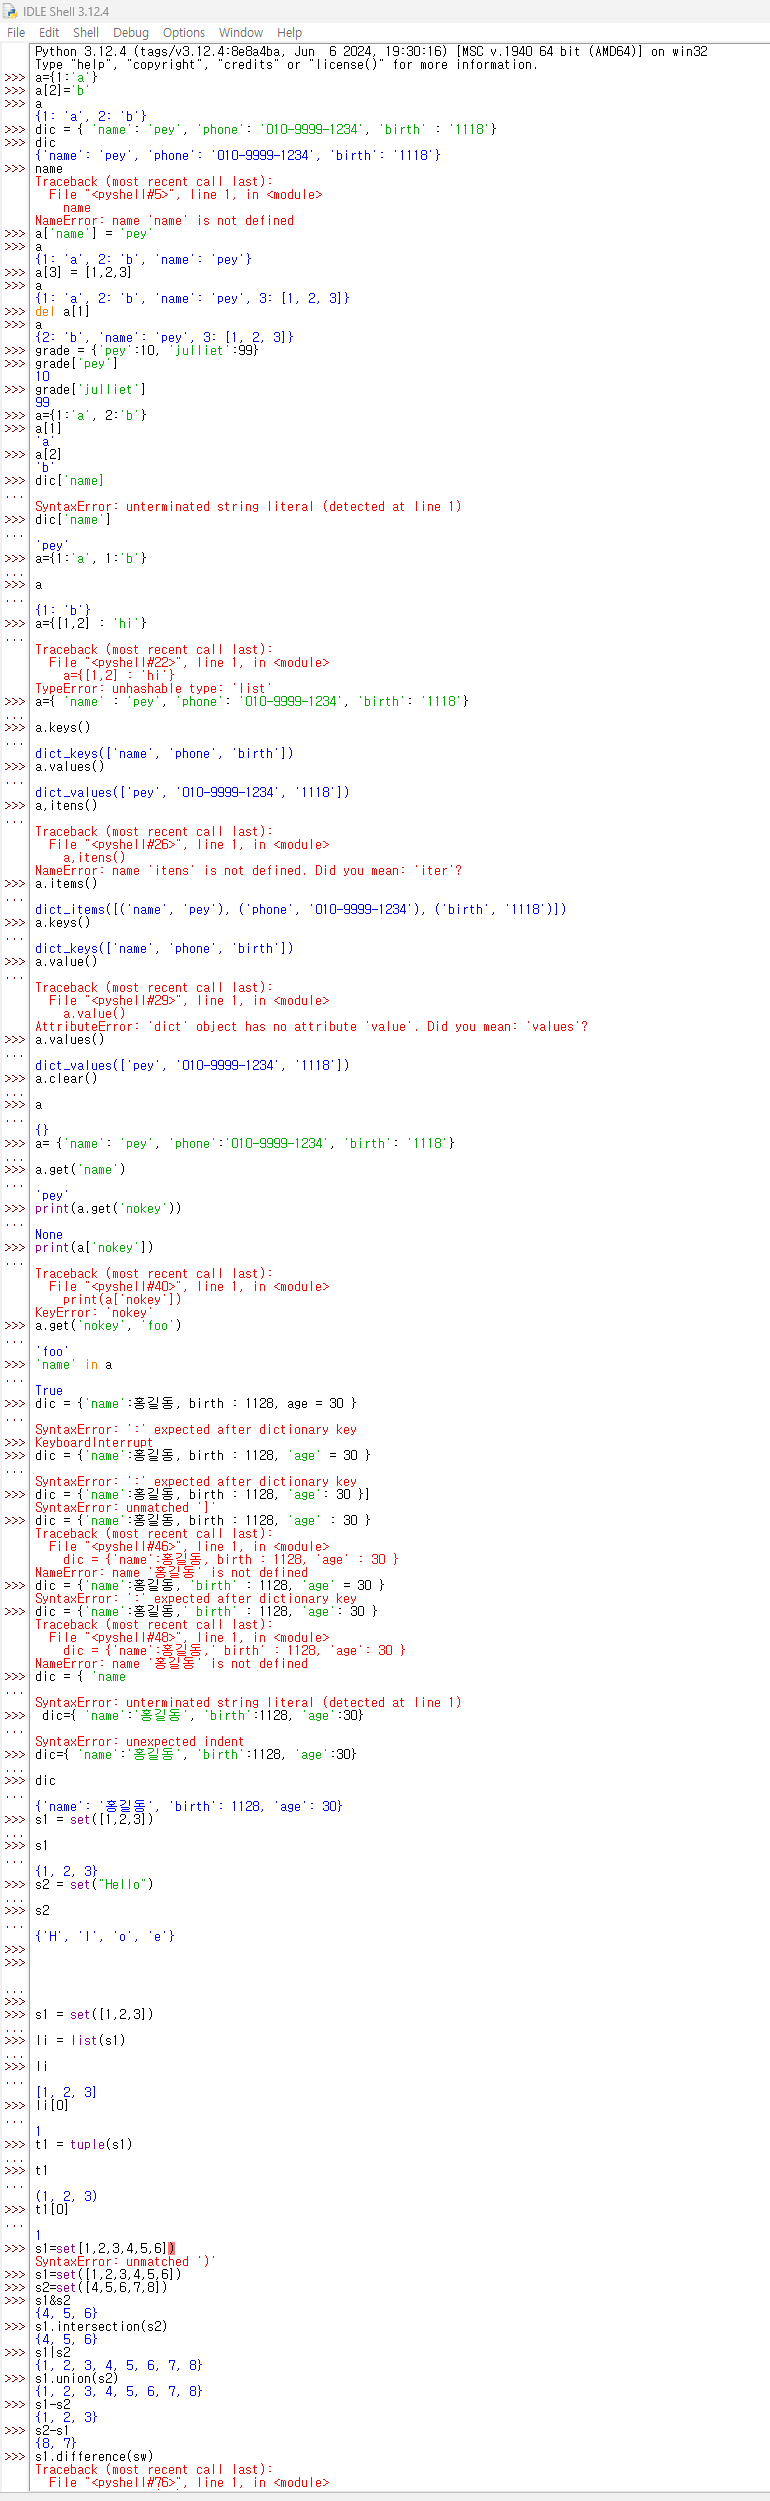 IDLE Shell 3.12.4
File Edit Shell Debug Options Window Help
Python 3.12.4 (tags/v3.12.4:8e8a4ba, Jun  6 2024, 19:30:16) [MSC v.1940 64 bit (AMD64)] on win32
Type "help", "copyright", "credits" or "license()" for more information.
>>> a={1:'a'}
>>> a[2]='b'
>>> a
{1: 'a', 2: 'b'}
>>> dic = { 'name': 'pey', 'phone': '010-9999-1234', 'birth' : '1118'}
>>> dic
{'name': 'pey', 'phone': '010-9999-1234', 'birth': '1118'}
>>> name
Traceback (most recent call last):
  File "<pyshell#5>", line 1, in <module>
    name
NameError: name 'name' is not defined
>>> a['name'] = 'pey'
>>> a
{1: 'a', 2: 'b', 'name': 'pey'}
>>> a[3] = [1,2,3]
>>> a
{1: 'a', 2: 'b', 'name': 'pey', 3: [1, 2, 3]}
>>> del a[1]
>>> a
{2: 'b', 'name': 'pey', 3: [1, 2, 3]}
>>> grade = {'pey':10, 'julliet':99}
>>> grade['pey']
10
>>> grade['julliet']
99
>>> a={1:'a', 2:'b'}
>>> a[1]
'a'
>>> a[2]
'b'
>>> dic['name]
...
SyntaxError: unterminated string literal (detected at line 1)
>>> dic['name']
...
'pey'
>>> a={1:'a', 1:'b'}
...
>>> a
...
{1: 'b'}
>>> a={[1,2] : 'hi'}
...
Traceback (most recent call last):
  File "<pyshell#22>", line 1, in <module>
    a={[1,2] : 'hi'}
TypeError: unhashable type: 'list'
>>> a={ 'name' : 'pey', 'phone': '010-9999-1234', 'birth': '1118'}
...
>>> a.keys()
...
dict_keys(['name', 'phone', 'birth'])
>>> a.values()
...
dict_values(['pey', '010-9999-1234', '1118'])
>>> a,itens()
...
Traceback (most recent call last):
  File "<pyshell#26>", line 1, in <module>
    a,itens()
NameError: name 'itens' is not defined. Did you mean: 'iter'?
>>> a.items()
...
dict_items([('name', 'pey'), ('phone', '010-9999-1234'), ('birth', '1118')])
>>> a.keys()
...
dict_keys(['name', 'phone', 'birth'])
>>> a.value()
...
Traceback (most recent call last):
  File "<pyshell#29>", line 1, in <module>
    a.value()
AttributeError: 'dict' object has no attribute 'value'. Did you mean: 'values'?
>>> a.values()
...
dict_values(['pey', '010-9999-1234', '1118'])
>>> a.clear()
...
>>> a
...
{}
>>> a= {'name': 'pey', 'phone':'010-9999-1234', 'birth': '1118'}
...
>>> a.get('name')
...
'pey'
>>> print(a.get('nokey'))
...
None
>>> print(a['nokey'])
...
Traceback (most recent call last):
  File "<pyshell#40>", line 1, in <module>
    print(a['nokey'])
KeyError: 'nokey'
>>> a.get('nokey', 'foo')
...
'foo'
>>> 'name' in a
...
True
>>> dic = {'name':홍길동, birth : 1128, age = 30 }
...
SyntaxError: ':' expected after dictionary key
>>> KeyboardInterrupt
>>> dic = {'name':홍길동, birth : 1128, 'age' = 30 }
...
SyntaxError: ':' expected after dictionary key
>>> dic = {'name':홍길동, birth : 1128, 'age': 30 }]
SyntaxError: unmatched ']'
>>> dic = {'name':홍길동, birth : 1128, 'age' : 30 }
Traceback (most recent call last):
  File "<pyshell#46>", line 1, in <module>
    dic = {'name':홍길동, birth : 1128, 'age' : 30 }
NameError: name '홍길동' is not defined
>>> dic = {'name':홍길동, 'birth' : 1128, 'age' = 30 }
SyntaxError: ':' expected after dictionary key
>>> dic = {'name':홍길동,' birth' : 1128, 'age': 30 }
Traceback (most recent call last):
  File "<pyshell#48>", line 1, in <module>
    dic = {'name':홍길동,' birth' : 1128, 'age': 30 }
NameError: name '홍길동' is not defined
>>> dic = { 'name
...
SyntaxError: unterminated string literal (detected at line 1)
>>>  dic={ 'name':'홍길동', 'birth':1128, 'age':30}
...
SyntaxError: unexpected indent
>>> dic={ 'name':'홍길동', 'birth':1128, 'age':30}
...
>>> dic
...
{'name': '홍길동', 'birth': 1128, 'age': 30}
>>> s1 = set([1,2,3])
...
>>> s1
...
{1, 2, 3}
>>> s2 = set("Hello")
...
>>> s2
...
{'H', 'l', 'o', 'e'}
>>>
>>>
...
>>>
>>> s1 = set([1,2,3])
...
>>> li = list(s1)
...
>>> li
...
[1, 2, 3]
>>> li[0]
...
1
>>> t1 = tuple(s1)
...
>>> t1
...
(1, 2, 3)
>>> t1[0]
...
1
>>> s1=set[1,2,3,4,5,6])
SyntaxError: unmatched ')'
>>> s1=set([1,2,3,4,5,6])
>>> s2=set([4,5,6,7,8])
>>> s1&s2
{4, 5, 6}
>>> s1.intersection(s2)
{4, 5, 6}
>>> s1|s2
{1, 2, 3, 4, 5, 6, 7, 8}
>>> s1.union(s2)
{1, 2, 3, 4, 5, 6, 7, 8}
>>> s1-s2
{1, 2, 3}
>>> s2-s1
{8, 7}
>>> s1.difference(sw)
Traceback (most recent call last):
  File "<pyshell#76>", line 1, in <module>